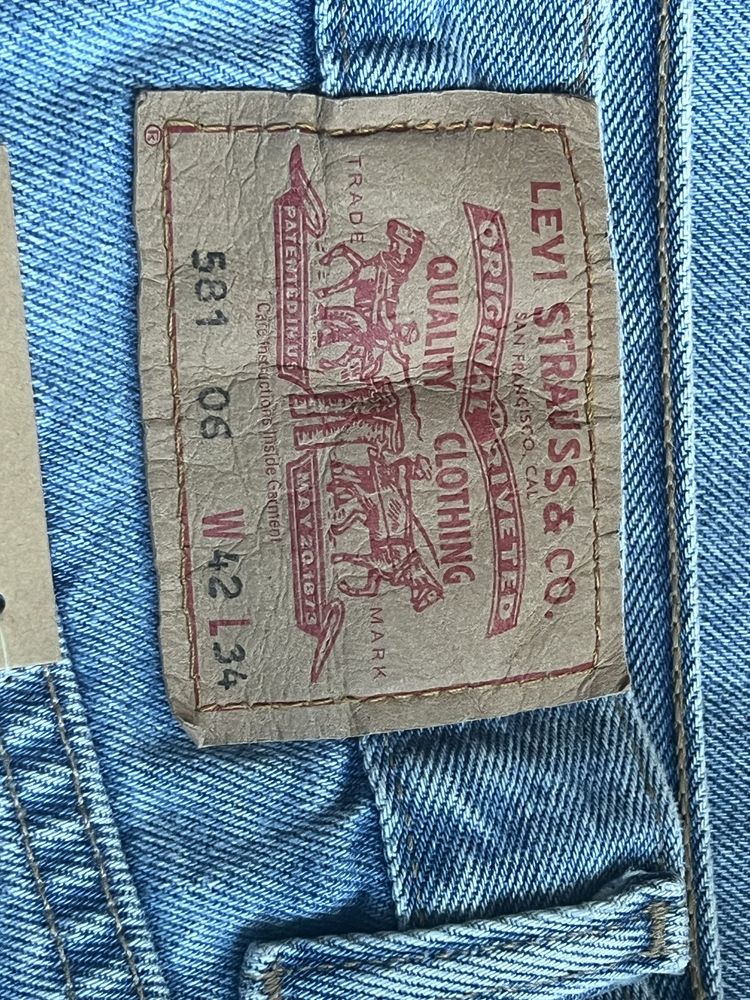 LEVI STRAUSS & CO.
SAN FRANCISCO, CAL
ORIGINAL RIVETED
QUALITY CLOTHING
TRADE MARK
PATENTED IN U.S. MAY 20 1873
Care Instructions Inside Garment
581 06 W 42 L 34
®